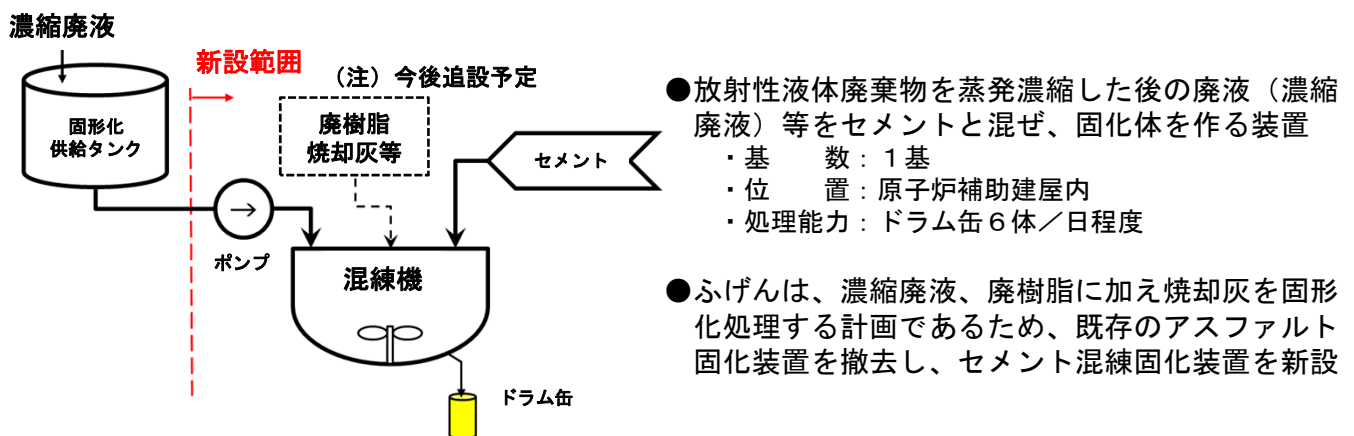 濃縮廃液
新設範囲
（注）今後追設予定
固形化
供給タンク
廃樹脂
焼却灰等
セメント
ポンプ
混練機
ドラム缶
●放射性液体廃棄物を蒸発濃縮した後の廃液（濃縮
廃液）等をセメントと混ぜ、固化体を作る装置
・基　　数：１基
・位　　置：原子炉補助建屋内
・処理能力：ドラム缶６体／日程度
●ふげんは、濃縮廃液、廃樹脂に加え焼却灰を固形
化処理する計画であるため、既存のアスファルト
固化装置を撤去し、セメント混練固化装置を新設